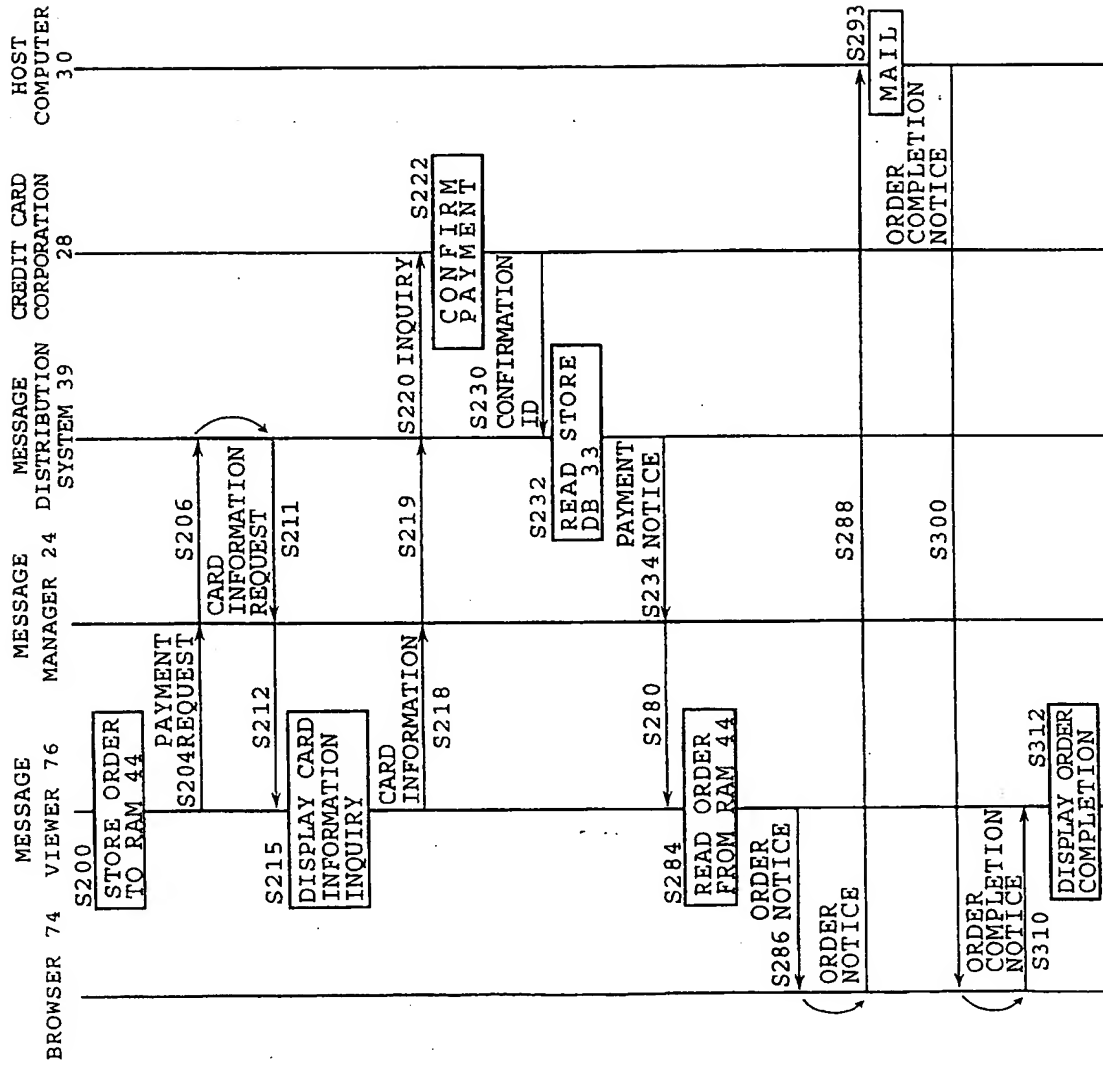 BROWSER 74
MESSAGE
VIEWER 76
MESSAGE
MANAGER 24
MESSAGE
DISTRIBUTION
SYSTEM 39
CREDIT CARD
CORPORATION
28
HOST
COMPUTER
30
S200
STORE ORDER
TO RAM 44
PAYMENT
S204 REQUEST
S206
CARD
INFORMATION
REQUEST
S211
S212
S215
DISPLAY CARD
INFORMATION
INQUIRY
CARD
INFORMATION
S218
S219
S220 INQUIRY
S222
CONFIRM
PAYMENT
S230
CONFIRMATION
ID
S232
READ STORE
DB 33
PAYMENT
S234 NOTICE
S280
S284
READ ORDER
FROM RAM 44
ORDER
S286 NOTICE
ORDER
NOTICE
S288
S293
MAIL
ORDER
COMPLETION
NOTICE
S300
ORDER
COMPLETION
NOTICE
S310
S312
DISPLAY ORDER
COMPLETION